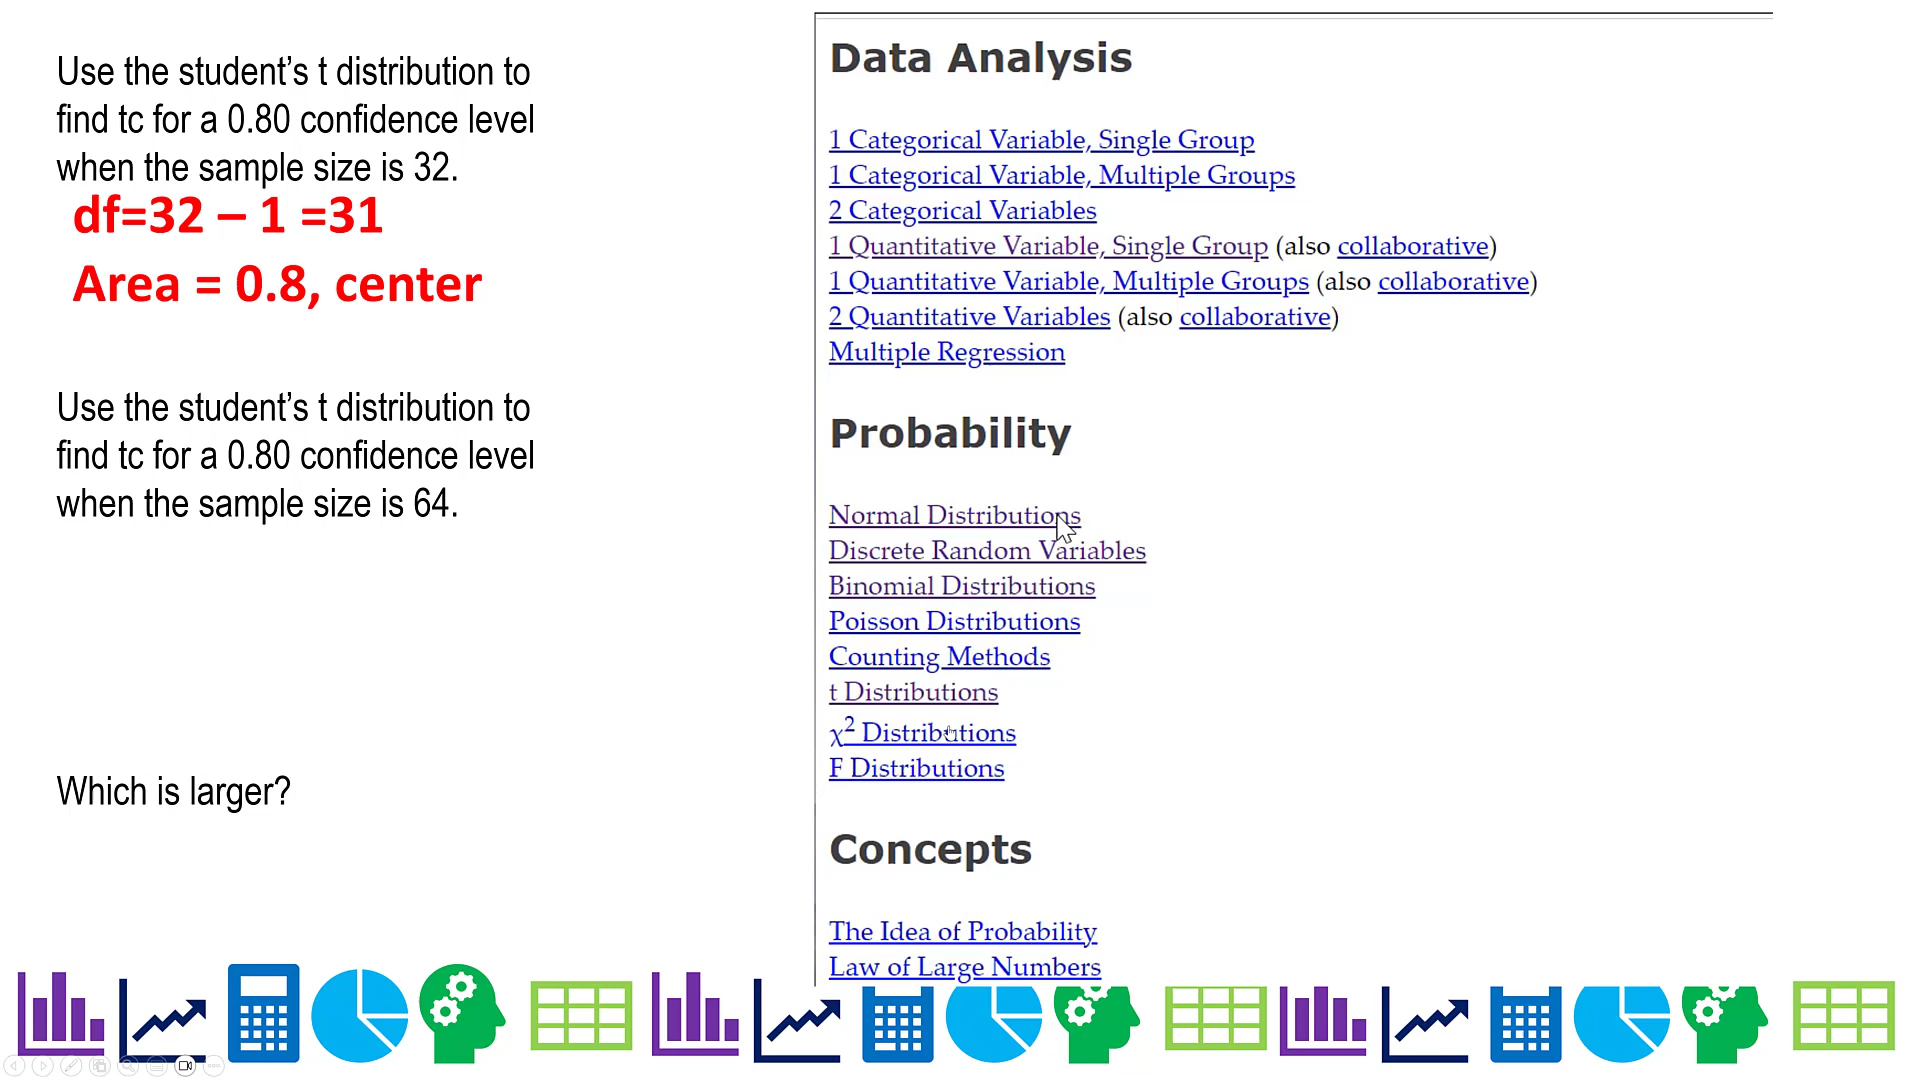 Use the student’s t distribution to
find tc for a 0.80 confidence level
when the sample size is 32.
df=32 – 1 =31
Area = 0.8, center
Use the student’s t distribution to
find tc for a 0.80 confidence level
when the sample size is 64.
Which is larger?
Data Analysis
1 Categorical Variable, Single Group
1 Categorical Variable, Multiple Groups
2 Categorical Variables
1 Quantitative Variable, Single Group (also collaborative)
1 Quantitative Variable, Multiple Groups (also collaborative)
2 Quantitative Variables (also collaborative)
Multiple Regression
Probability
Normal Distributions
Discrete Random Variables
Binomial Distributions
Poisson Distributions
Counting Methods
t Distributions
χ² Distributions
F Distributions
Concepts
The Idea of Probability
Law of Large Numbers